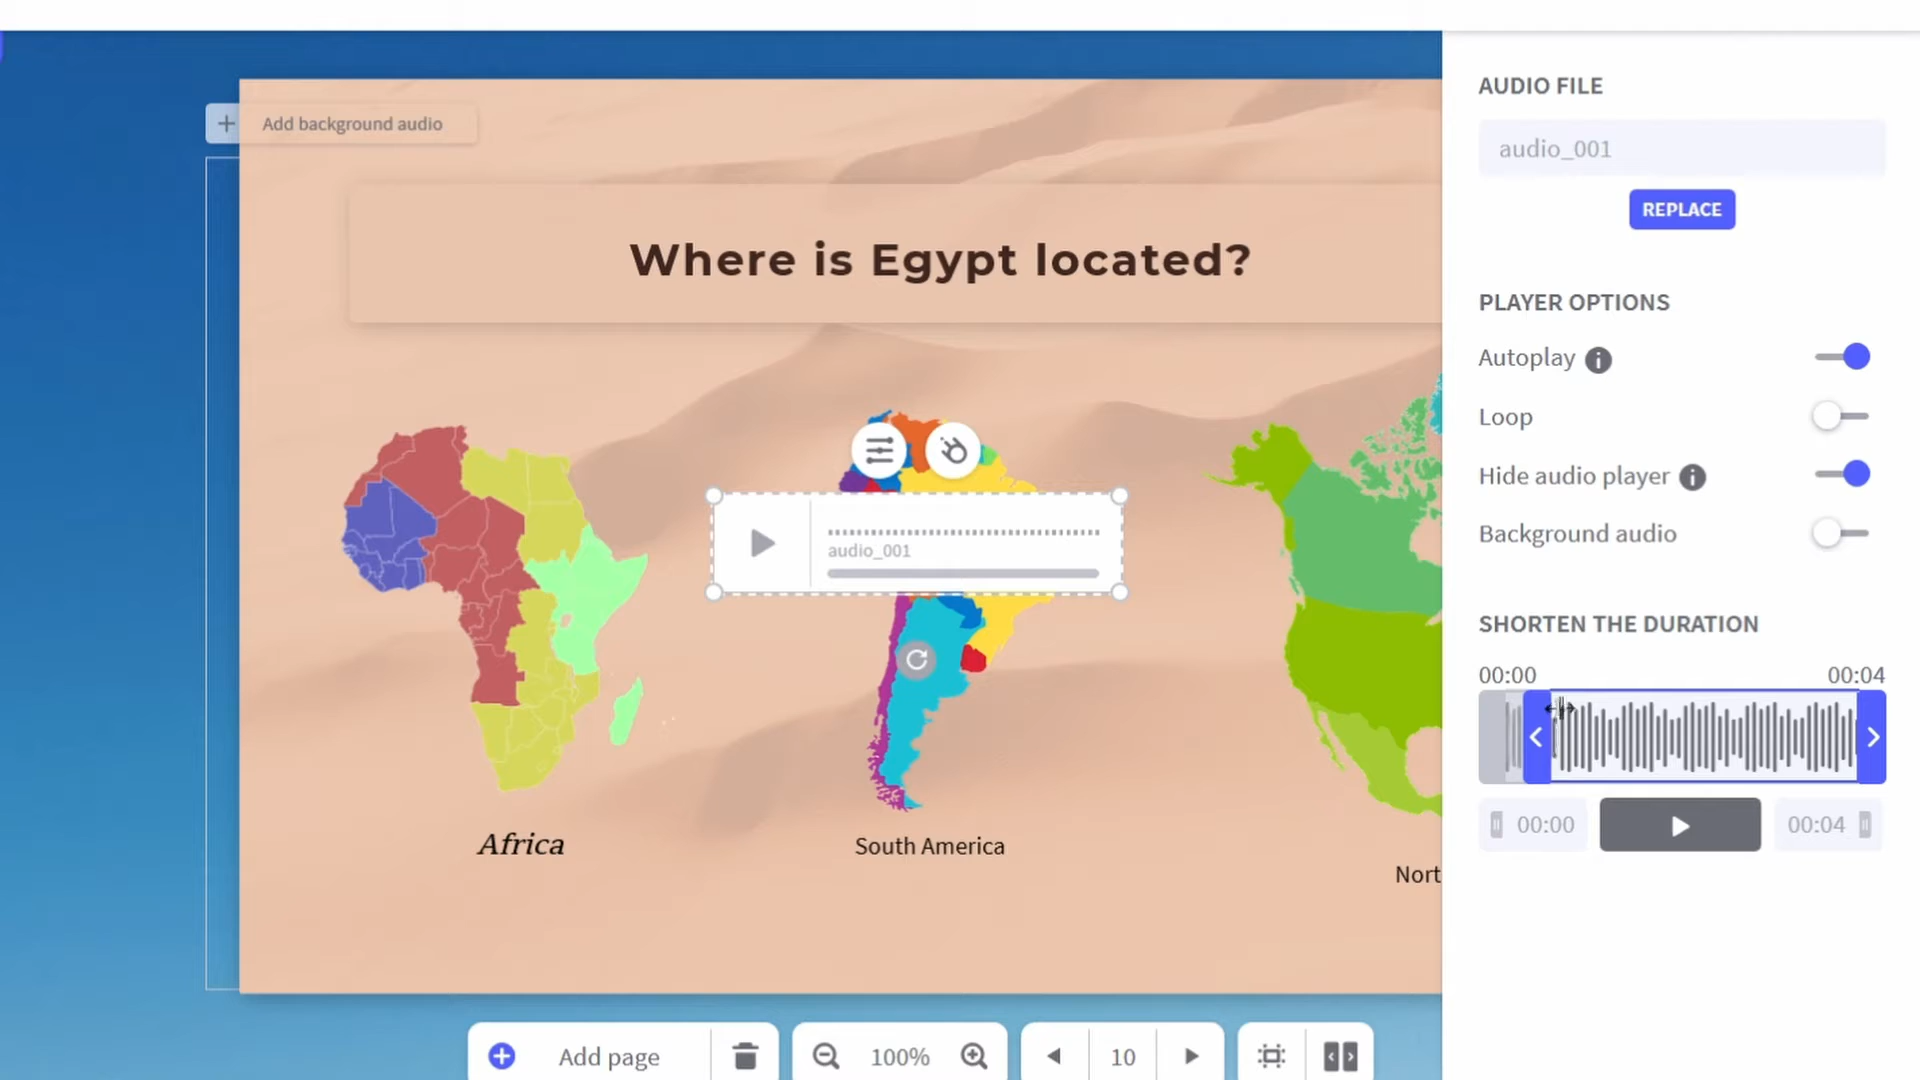 Add background audio
Where is Egypt located?
audio_001
Africa
South America
Nort
AUDIO FILE
audio_001
REPLACE
PLAYER OPTIONS
Autoplay
Loop
Hide audio player
Background audio
SHORTEN THE DURATION
00:00 00:04
00:00 00:04
Add page 100% 10